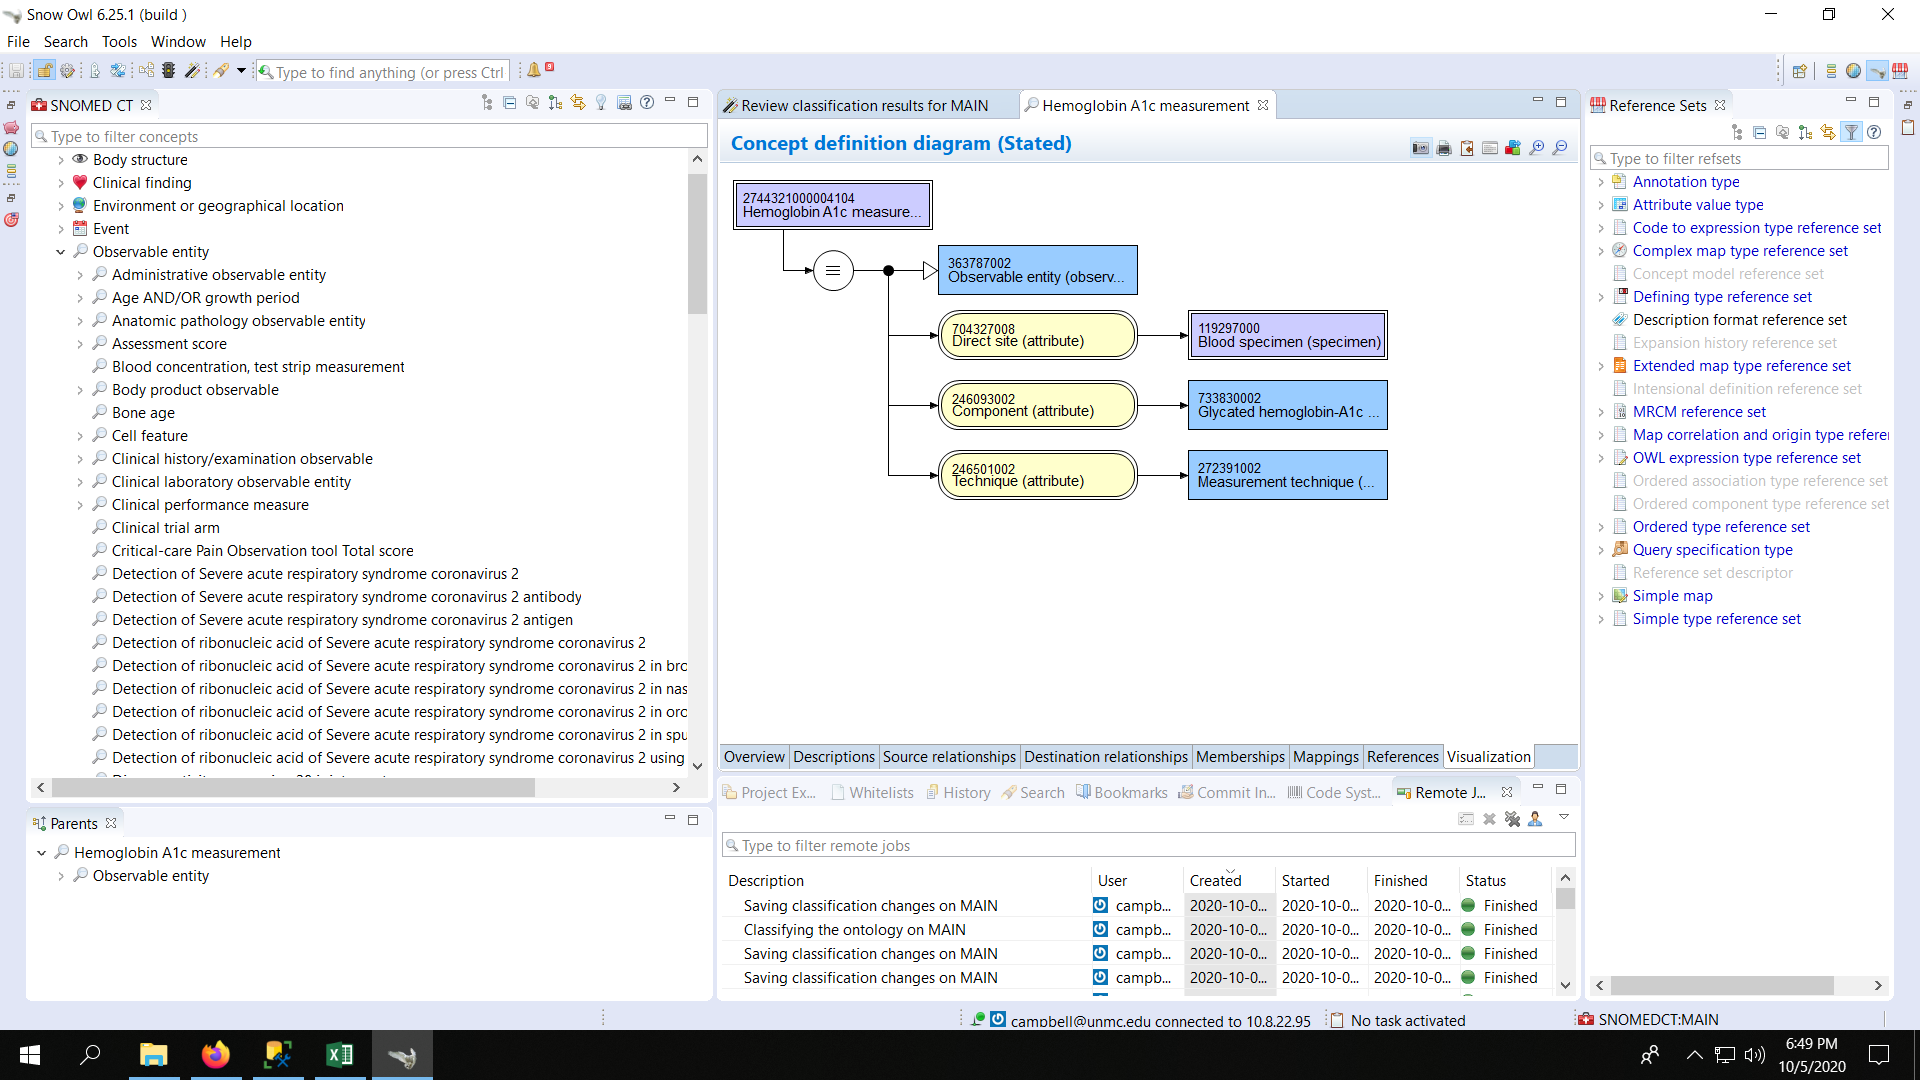 Snow Owl 6.25.1 (build )
File Search Tools Window Help
Type to find anything (or press Ctrl
9
SNOMED CT
Type to filter concepts
Body structure
Clinical finding
Environment or geographical location
Event
Observable entity
Administrative observable entity
Age AND/OR growth period
Anatomic pathology observable entity
Assessment score
Blood concentration, test strip measurement
Body product observable
Bone age
Cell feature
Clinical history/examination observable
Clinical laboratory observable entity
Clinical performance measure
Clinical trial arm
Critical-care Pain Observation tool Total score
Detection of Severe acute respiratory syndrome coronavirus 2
Detection of Severe acute respiratory syndrome coronavirus 2 antibody
Detection of Severe acute respiratory syndrome coronavirus 2 antigen
Detection of ribonucleic acid of Severe acute respiratory syndrome coronavirus 2
Detection of ribonucleic acid of Severe acute respiratory syndrome coronavirus 2 in bro
Detection of ribonucleic acid of Severe acute respiratory syndrome coronavirus 2 in nas
Detection of ribonucleic acid of Severe acute respiratory syndrome coronavirus 2 in oro
Detection of ribonucleic acid of Severe acute respiratory syndrome coronavirus 2 in spu
Detection of ribonucleic acid of Severe acute respiratory syndrome coronavirus 2 using
Parents
Hemoglobin A1c measurement
Observable entity
Review classification results for MAIN
Hemoglobin A1c measurement
Concept definition diagram (Stated)
2744321000004104
Hemoglobin A1c measure...
363787002
Observable entity (observ...
704327008
Direct site (attribute)
119297000
Blood specimen (specimen)
246093002
Component (attribute)
733830002
Glycated hemoglobin-A1c ...
246501002
Technique (attribute)
272391002
Measurement technique (...
Overview Descriptions Source relationships Destination relationships Memberships Mappings References Visualization
Project Ex... Whitelists History Search Bookmarks Commit In... Code Syst... Remote J...
Type to filter remote jobs
Description User Created Started Finished Status
Saving classification changes on MAIN campb... 2020-10-0... 2020-10-0... 2020-10-0... Finished
Classifying the ontology on MAIN campb... 2020-10-0... 2020-10-0... 2020-10-0... Finished
Saving classification changes on MAIN campb... 2020-10-0... 2020-10-0... 2020-10-0... Finished
Saving classification changes on MAIN campb... 2020-10-0... 2020-10-0... 2020-10-0... Finished
Reference Sets
Type to filter refsets
Annotation type
Attribute value type
Code to expression type reference set
Complex map type reference set
Concept model reference set
Defining type reference set
Description format reference set
Expansion history reference set
Extended map type reference set
Intensional definition reference set
MRCM reference set
Map correlation and origin type refere
OWL expression type reference set
Ordered association type reference set
Ordered component type reference set
Ordered type reference set
Query specification type
Reference set descriptor
Simple map
Simple type reference set
campbell@unmc.edu connected to 10.8.22.95
No task activated
SNOMEDCT:MAIN
6:49 PM
10/5/2020